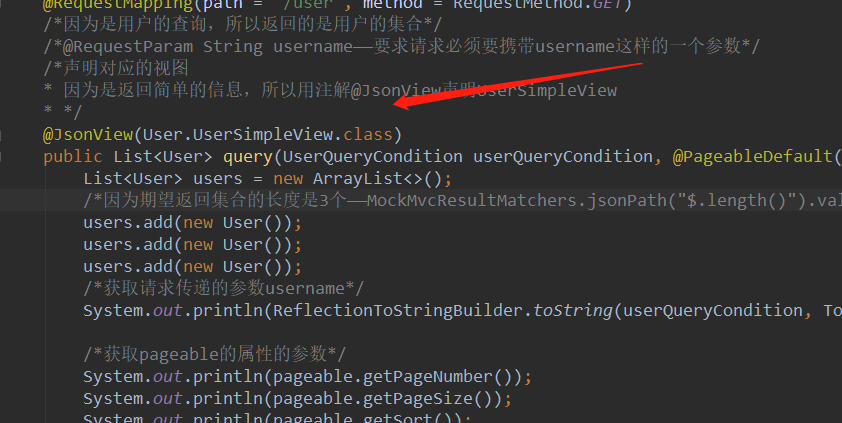 @RequestMapping(path = "/user", method = RequestMethod.GET)
/*因为是用户的查询，所以返回的是用户的集合*/
/*@RequestParam String username——要求请求必须要携带username这样的一个参数*/
/*声明对应的视图
* 因为是返回简单的信息，所以用注解@JsonView声明UserSimpleView
* */
@JsonView(User.UserSimpleView.class)
public List<User> query(UserQueryCondition userQueryCondition, @PageableDefault(
List<User> users = new ArrayList<>();
/*因为期望返回集合的长度是3个——MockMvcResultMatchers.jsonPath("$.length()").val
users.add(new User());
users.add(new User());
users.add(new User());
/*获取请求传递的参数username*/
System.out.println(ReflectionToStringBuilder.toString(userQueryCondition, To
/*获取pageable的属性的参数*/
System.out.println(pageable.getPageNumber());
System.out.println(pageable.getPageSize());
System.out.println(pageable.getSort());